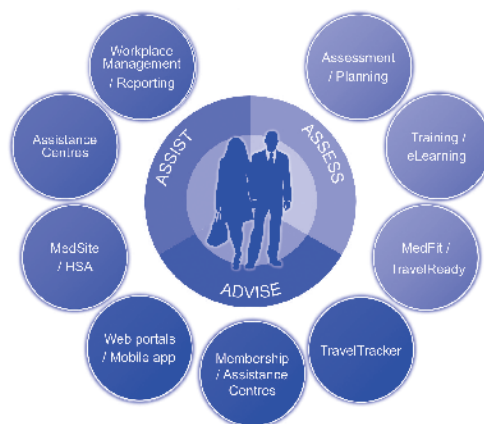 Workplace
Management
/ Reporting
Assessment
/ Planning
Assistance
Centres
Training /
eLearning
MedSite
/ HSA
MedFit /
TravelReady
Web portals
/ Mobile app
Membership
/ Assistance
Centres
TravelTracker
ASSIST
ASSESS
ADVISE